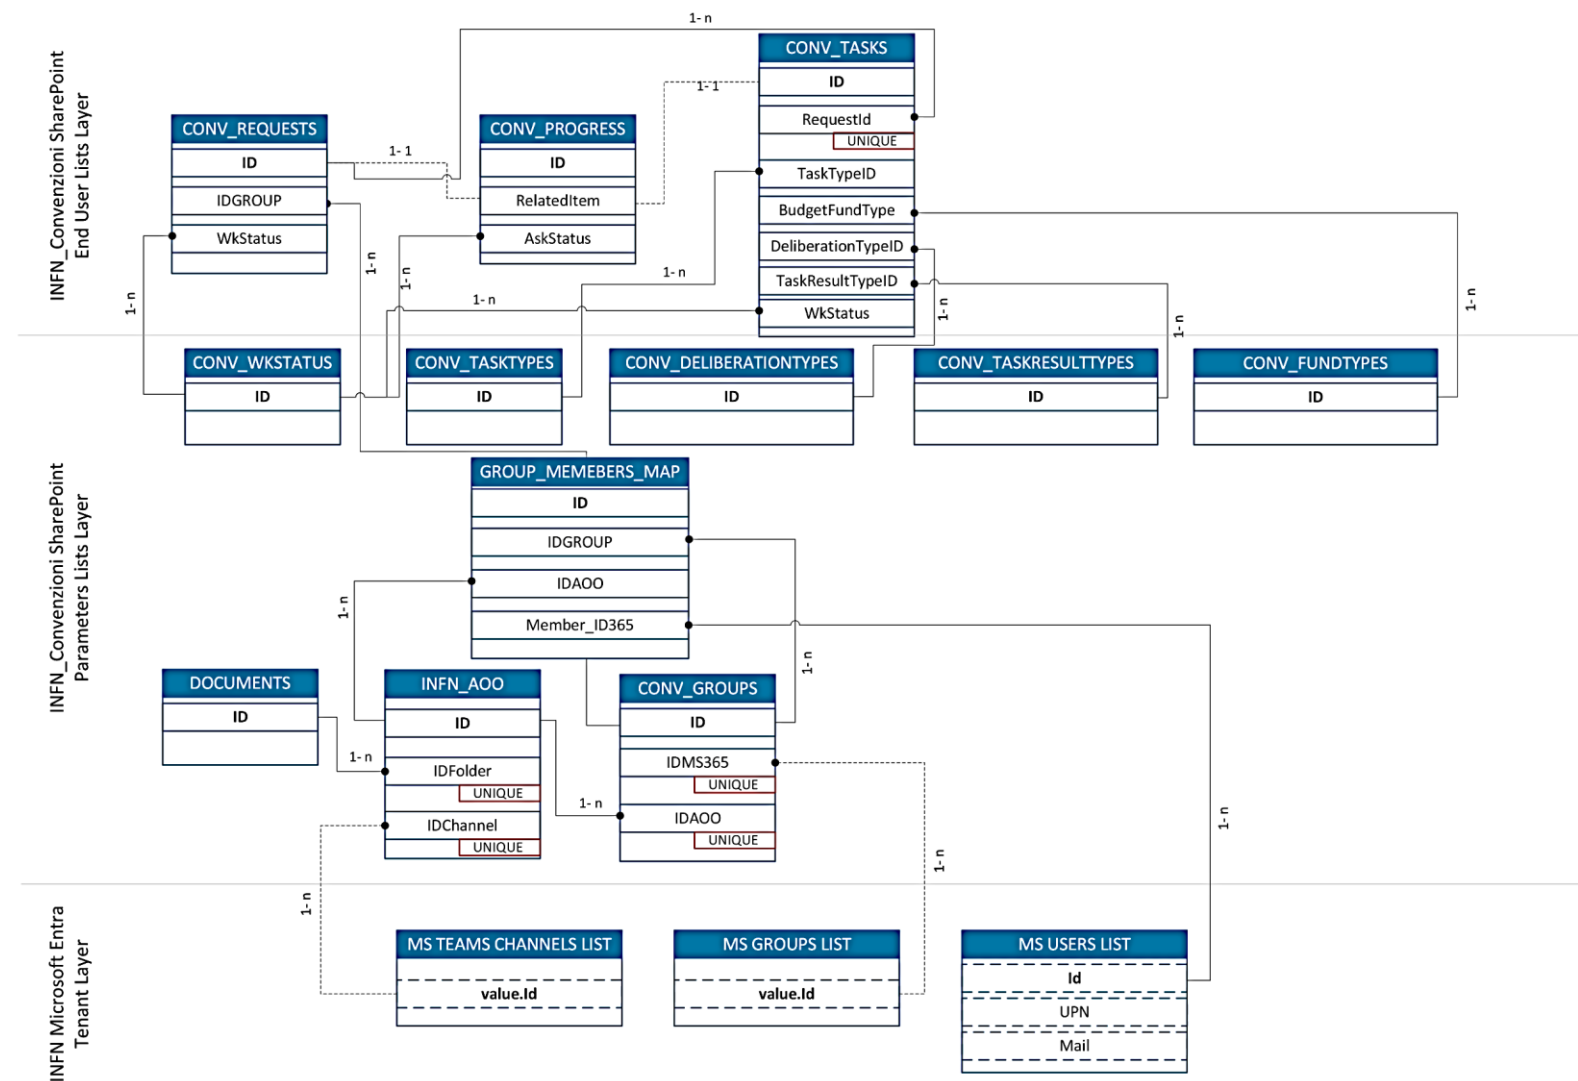 INFN_Convenzioni SharePoint
End User Lists Layer
1- n
CONV_TASKS
ID
RequestId
UNIQUE
TaskTypeID
BudgetFundType
DeliberationTypeID
TaskResultTypeID
WkStatus
1- 1
CONV_REQUESTS
ID
IDGROUP
WkStatus
1- 1
CONV_PROGRESS
ID
RelatedItem
AskStatus
1- n
1- n
1- n
1- n
1- n
1- n
1- n
1- n
INFN_Convenzioni SharePoint
Parameters Lists Layer
CONV_WKSTATUS
ID
CONV_TASKTYPES
ID
CONV_DELIBERATIONTYPES
ID
CONV_TASKRESULTTYPES
ID
CONV_FUNDTYPES
ID
GROUP_MEMEBERS_MAP
ID
IDGROUP
IDAOO
Member_ID365
1- n
1- n
DOCUMENTS
ID
1- n
INFN_AOO
ID
IDFolder
UNIQUE
IDChannel
UNIQUE
1- n
CONV_GROUPS
ID
IDMS365
UNIQUE
IDAOO
UNIQUE
1- n
1- n
1- n
INFN Microsoft Entra
Tenant Layer
MS TEAMS CHANNELS LIST
value.Id
MS GROUPS LIST
value.Id
MS USERS LIST
Id
UPN
Mail